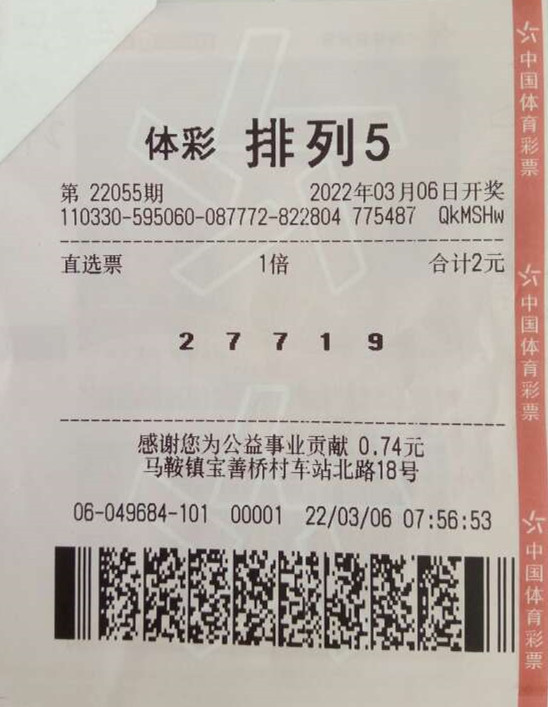 体彩 排列5
第 22055期 2022年03月06日开奖
110330-595060-087772-822804 775487 QkMSHw
直选票 1倍 合计2元
2 7 7 1 9
感谢您为公益事业贡献 0.74元
马鞍镇宝善桥村车站北路18号
06-049684-101 00001 22/03/06 07:56:53
中国体育彩票
中国体育彩票
中国体育彩票